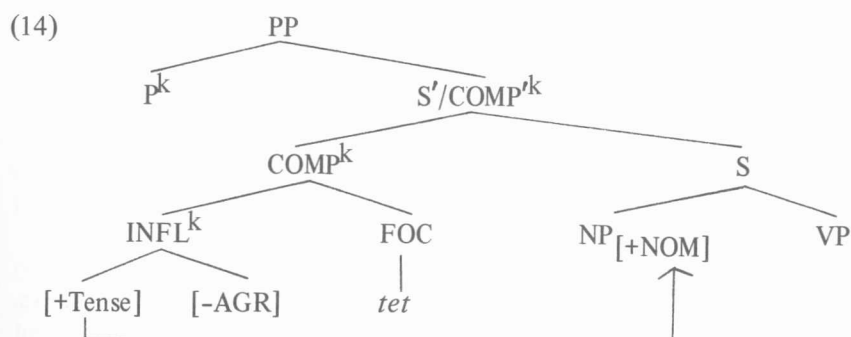 (14) PP
P^k S′/COMP′^k
COMP^k S
INFL^k FOC NP[+NOM] VP
[+Tense] [−AGR] tet